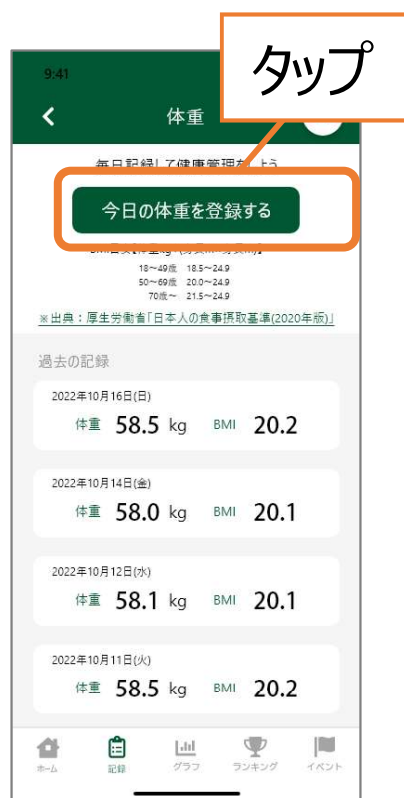 タップ
9:41
体重
毎日記録して健康管理をしよう
今日の体重を登録する
18～49歳 18.5～24.9
50～69歳 20.0～24.9
70歳～ 21.5～24.9
※出典：厚生労働省「日本人の食事摂取基準(2020年版)」
過去の記録
2022年10月16日(日)
体重 58.5 kg BMI 20.2
2022年10月14日(金)
体重 58.0 kg BMI 20.1
2022年10月12日(水)
体重 58.1 kg BMI 20.1
2022年10月11日(火)
体重 58.5 kg BMI 20.2
ホーム 記録 グラフ ランキング イベント